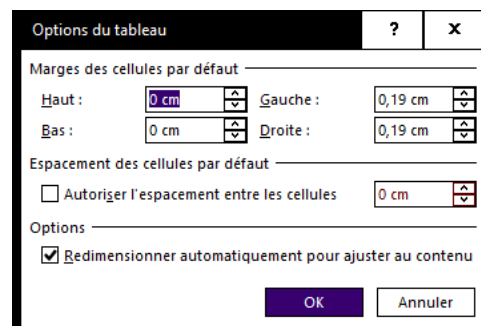 Options du tableau ? x
Marges des cellules par défaut
Haut : 0 cm Gauche : 0,19 cm
Bas : 0 cm Droite : 0,19 cm
Espacement des cellules par défaut
Autoriser l'espacement entre les cellules 0 cm
Options
Redimensionner automatiquement pour ajuster au contenu
OK Annuler